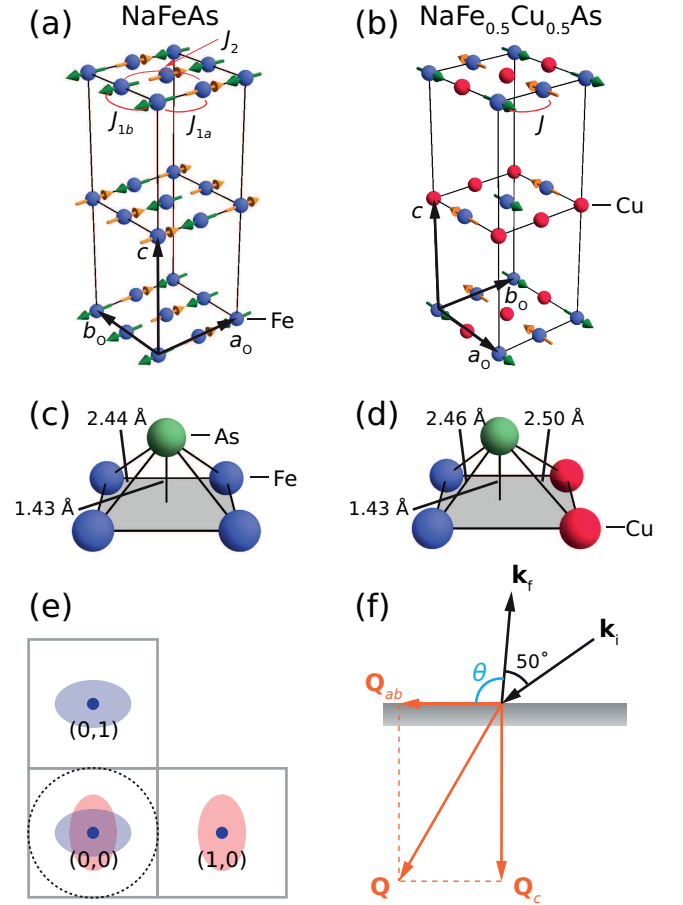 (a) NaFeAs
(b) NaFe0.5Cu0.5As
J2
J1b
J1a
J
c
c
Cu
bo
ao
Fe
bo
ao
(c)
(d)
2.44 Å
As
Fe
1.43 Å
2.46 Å
2.50 Å
1.43 Å
Cu
(e)
(f)
(0,1)
(0,0)
(1,0)
kf
ki
50°
θ
Qab
Q
Qc